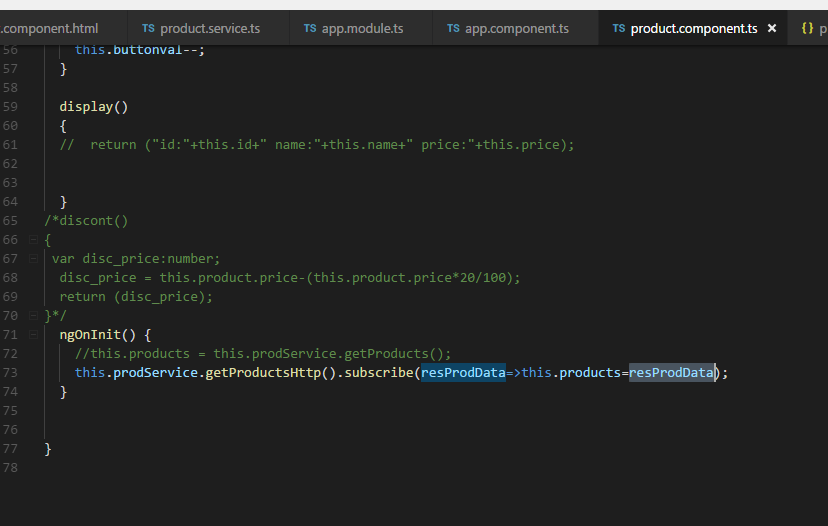 .component.html TS product.service.ts TS app.module.ts TS app.component.ts TS product.component.ts × {} p
56 this.buttonval--;
57 }
58
59 display()
60 {
61 // return ("id:"+this.id+" name:"+this.name+" price:"+this.price);
62
63
64 }
65 /*discont()
66 {
67 var disc_price:number;
68 disc_price = this.product.price-(this.product.price*20/100);
69 return (disc_price);
70 }*/
71 ngOnInit() {
72 //this.products = this.prodService.getProducts();
73 this.prodService.getProductsHttp().subscribe(resProdData=>this.products=resProdData);
74 }
75
76
77 }
78